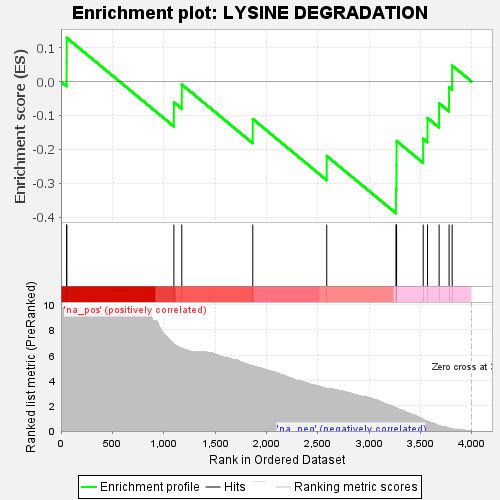 Enrichment plot: LYSINE DEGRADATION
Enrichment score (ES)
0.1
0.0
-0.1
-0.2
-0.3
-0.4
'na_pos' (positively correlated)
Ranked list metric (PreRanked)
10
8
6
4
2
0
Zero cross at
'na_neg' (negatively correlated)
0
500
1,000
1,500
2,000
2,500
3,000
3,500
4,000
Rank in Ordered Dataset
Enrichment profile
Hits
Ranking metric scores